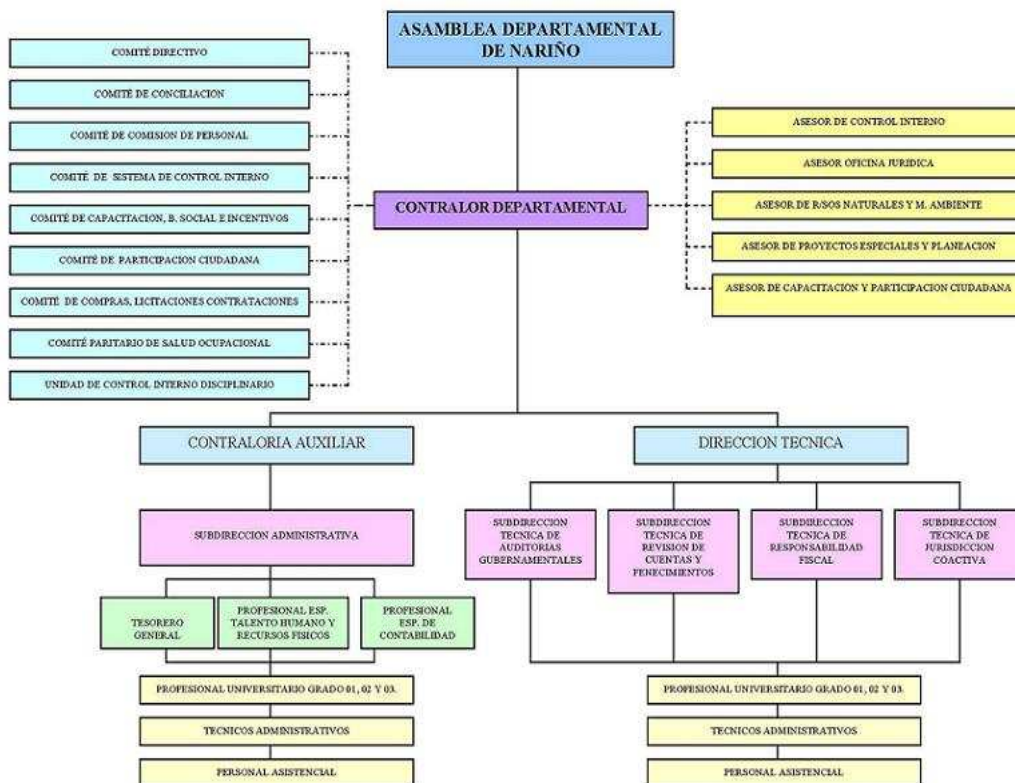 ASAMBLEA DEPARTAMENTAL
DE NARIÑO
COMITÉ DIRECTIVO
COMITÉ DE CONCILIACION
COMITÉ DE COMISION DE PERSONAL
COMITÉ DE SISTEMA DE CONTROL INTERNO
COMITÉ DE CAPACITACION, B. SOCIAL E INCENTIVOS
COMITÉ DE PARTICIPACION CIUDADANA
COMITÉ DE COMPRAS, LICITACIONES CONTRATACIONES
COMITÉ PARITARIO DE SALUD OCUPACIONAL
UNIDAD DE CONTROL INTERNO DISCIPLINARIO
CONTRALOR DEPARTAMENTAL
ASESOR DE CONTROL INTERNO
ASESOR OFICINA JURIDICA
ASESOR DE R/SOS NATURALES Y M. AMBIENTE
ASESOR DE PROYECTOS ESPECIALES Y PLANEACION
ASESOR DE CAPACITACION Y PARTICIPACION CIUDADANA
CONTRALORIA AUXILIAR
DIRECCION TECNICA
SUBDIRECCION ADMINISTRATIVA
SUBDIRECCION
TECNICA DE
AUDITORIAS
GUBERNAMENTALES
SUBDIRECCION
TECNICA DE
REVISION DE
CUENTAS Y
FENECIMIENTOS
SUBDIRECCION
TECNICA DE
RESPONSABILIDAD
FISCAL
SUBDIRECCION
TECNICA DE
JURISDICCION
COACTIVA
TESORERO
GENERAL
PROFESIONAL ESP.
TALENTO HUMANO Y
RECURSOS FISICOS
PROFESIONAL
ESP. DE
CONTABILIDAD
PROFESIONAL UNIVERSITARIO GRADO 01, 02 Y 03.
TECNICOS ADMINISTRATIVOS
PERSONAL ASISTENCIAL
PROFESIONAL UNIVERSITARIO GRADO 01, 02 Y 03.
TECNICOS ADMINISTRATIVOS
PERSONAL ASISTENCIAL